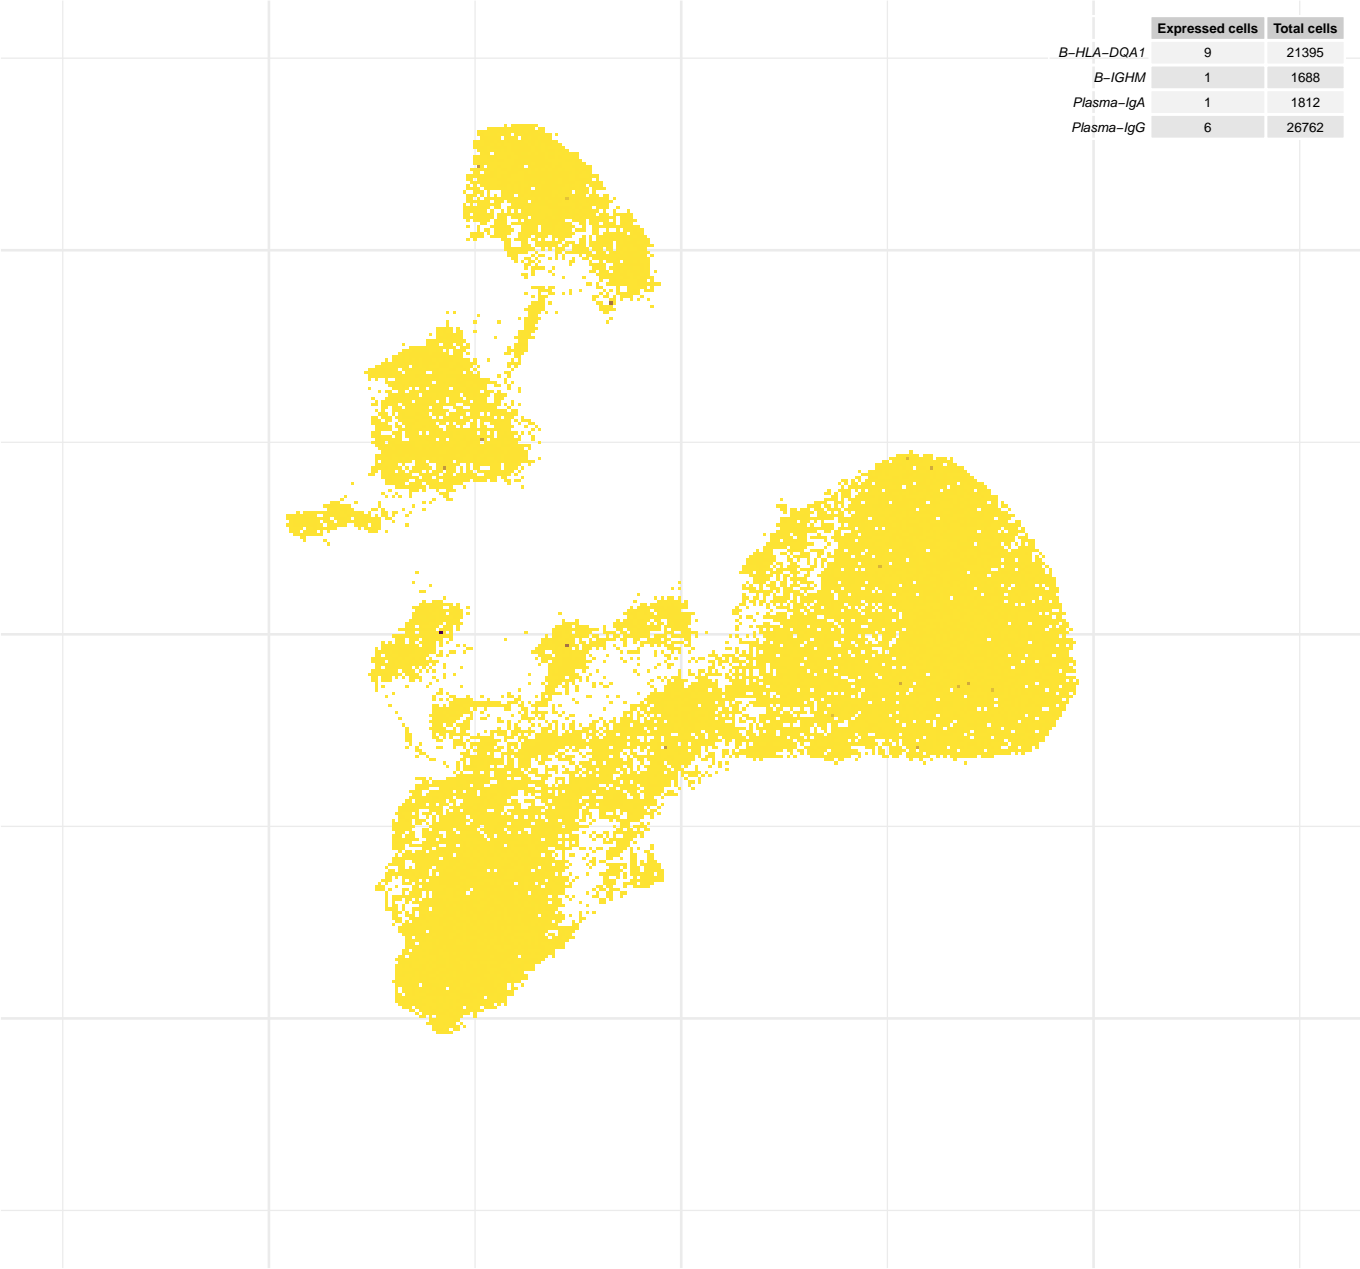 Expressed cells Total cells
B−HLA−DQA1 9 21395
B−IGHM 1 1688
Plasma−IgA 1 1812
Plasma−IgG 6 26762